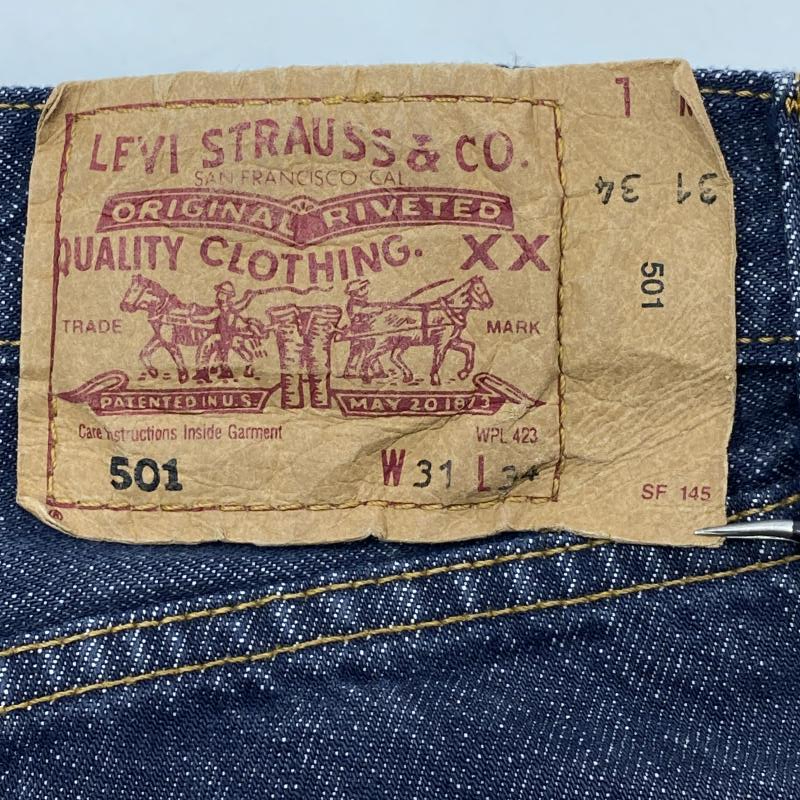 LEVI STRAUSS & CO.
SAN FRANCISCO CAL
ORIGINAL RIVETED
QUALITY CLOTHING. XX
TRADE MARK
PATENTED IN U.S. MAY 20 1873
Care nstructions Inside Garment WPL 423
501 W 31 L 34
®
31 34
501
SF 145